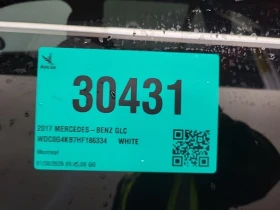 30431
2017 MERCEDES-BENZ GLC
WDC0G4KB7HF186334 WHITE
Montreal